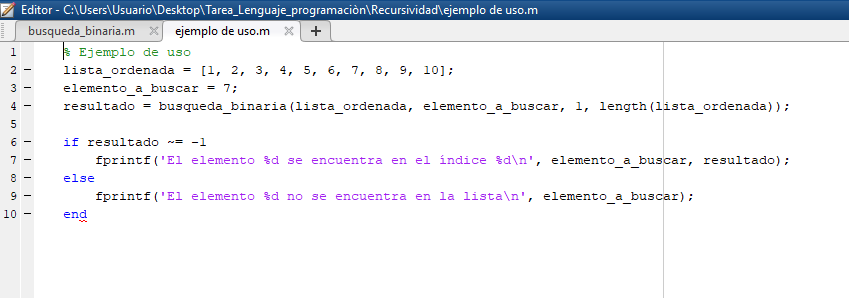 Editor - C:\Users\Usuario\Desktop\Tarea_Lenguaje_programaciòn\Recursividad\ejemplo de uso.m
busqueda_binaria.m ejemplo de uso.m
1 % Ejemplo de uso
2 lista_ordenada = [1, 2, 3, 4, 5, 6, 7, 8, 9, 10];
3 elemento_a_buscar = 7;
4 resultado = busqueda_binaria(lista_ordenada, elemento_a_buscar, 1, length(lista_ordenada));
5
6 if resultado ~= -1
7 fprintf('El elemento %d se encuentra en el índice %d\n', elemento_a_buscar, resultado);
8 else
9 fprintf('El elemento %d no se encuentra en la lista\n', elemento_a_buscar);
10 end